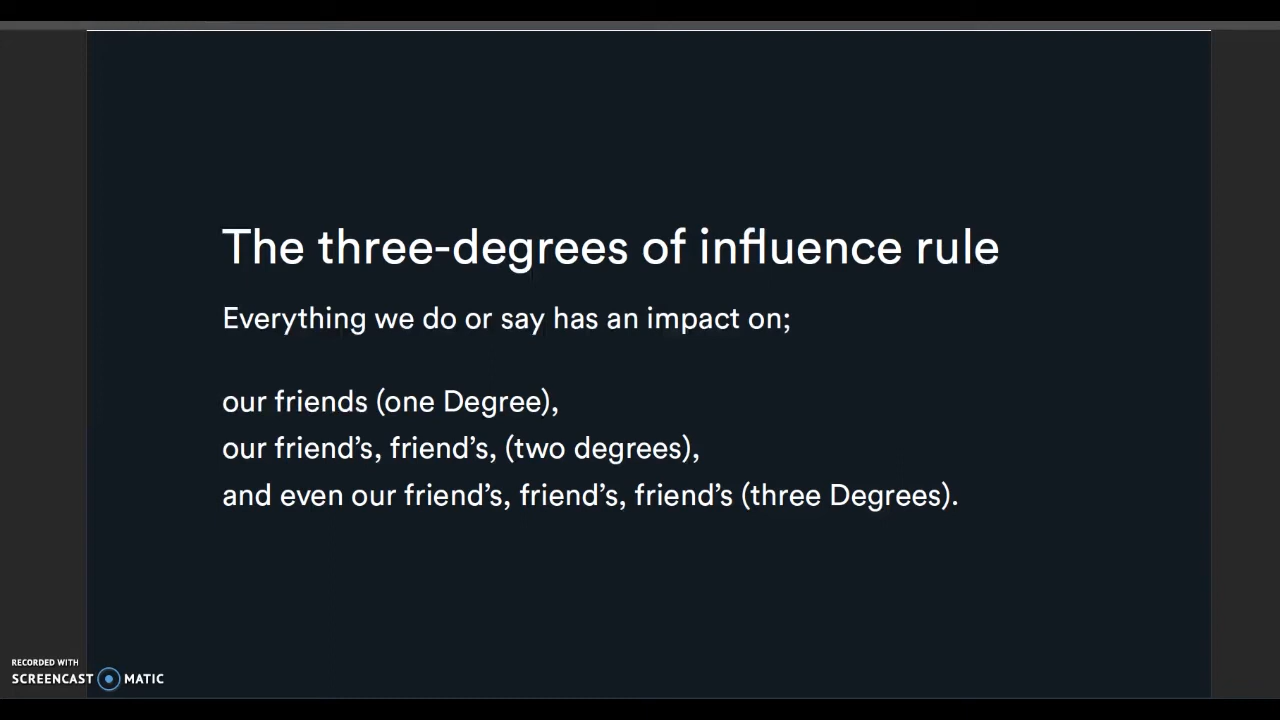 The three-degrees of influence rule
Everything we do or say has an impact on;
our friends (one Degree),
our friend’s, friend’s, (two degrees),
and even our friend’s, friend’s, friend’s (three Degrees).
RECORDED WITH
SCREENCAST MATIC